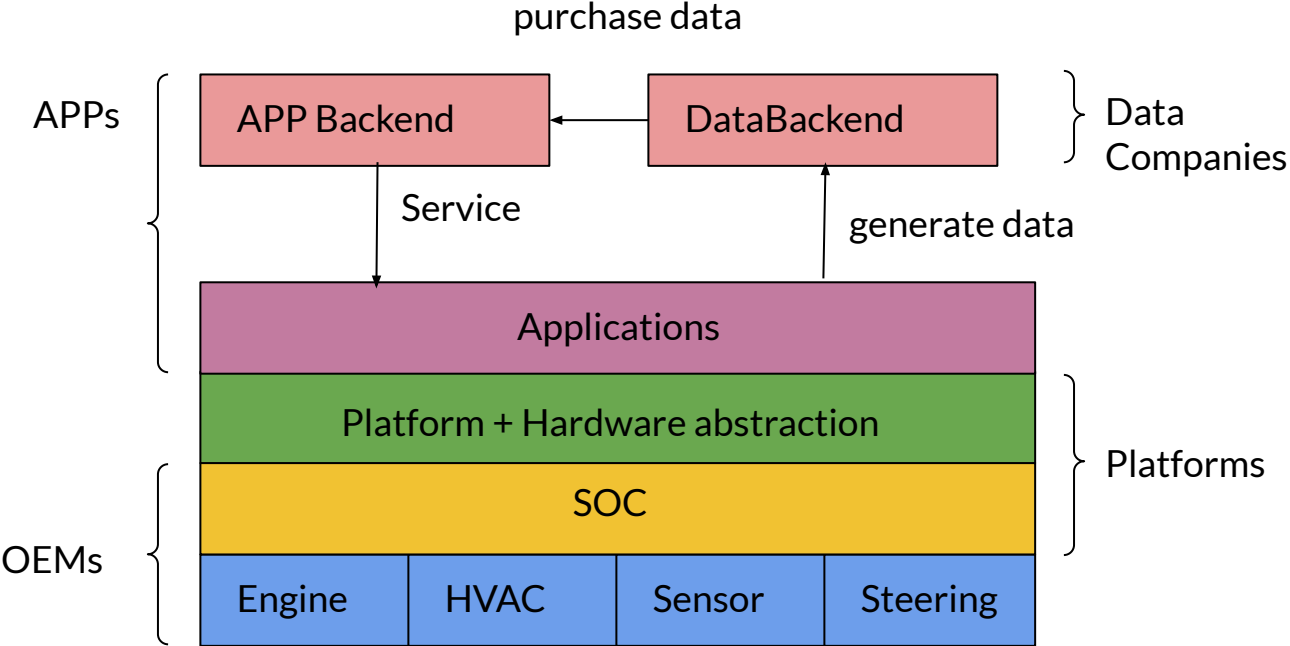 purchase data
APPs
APP Backend
DataBackend
Data
Companies
Service
generate data
Applications
Platform + Hardware abstraction
Platforms
SOC
OEMs
Engine
HVAC
Sensor
Steering